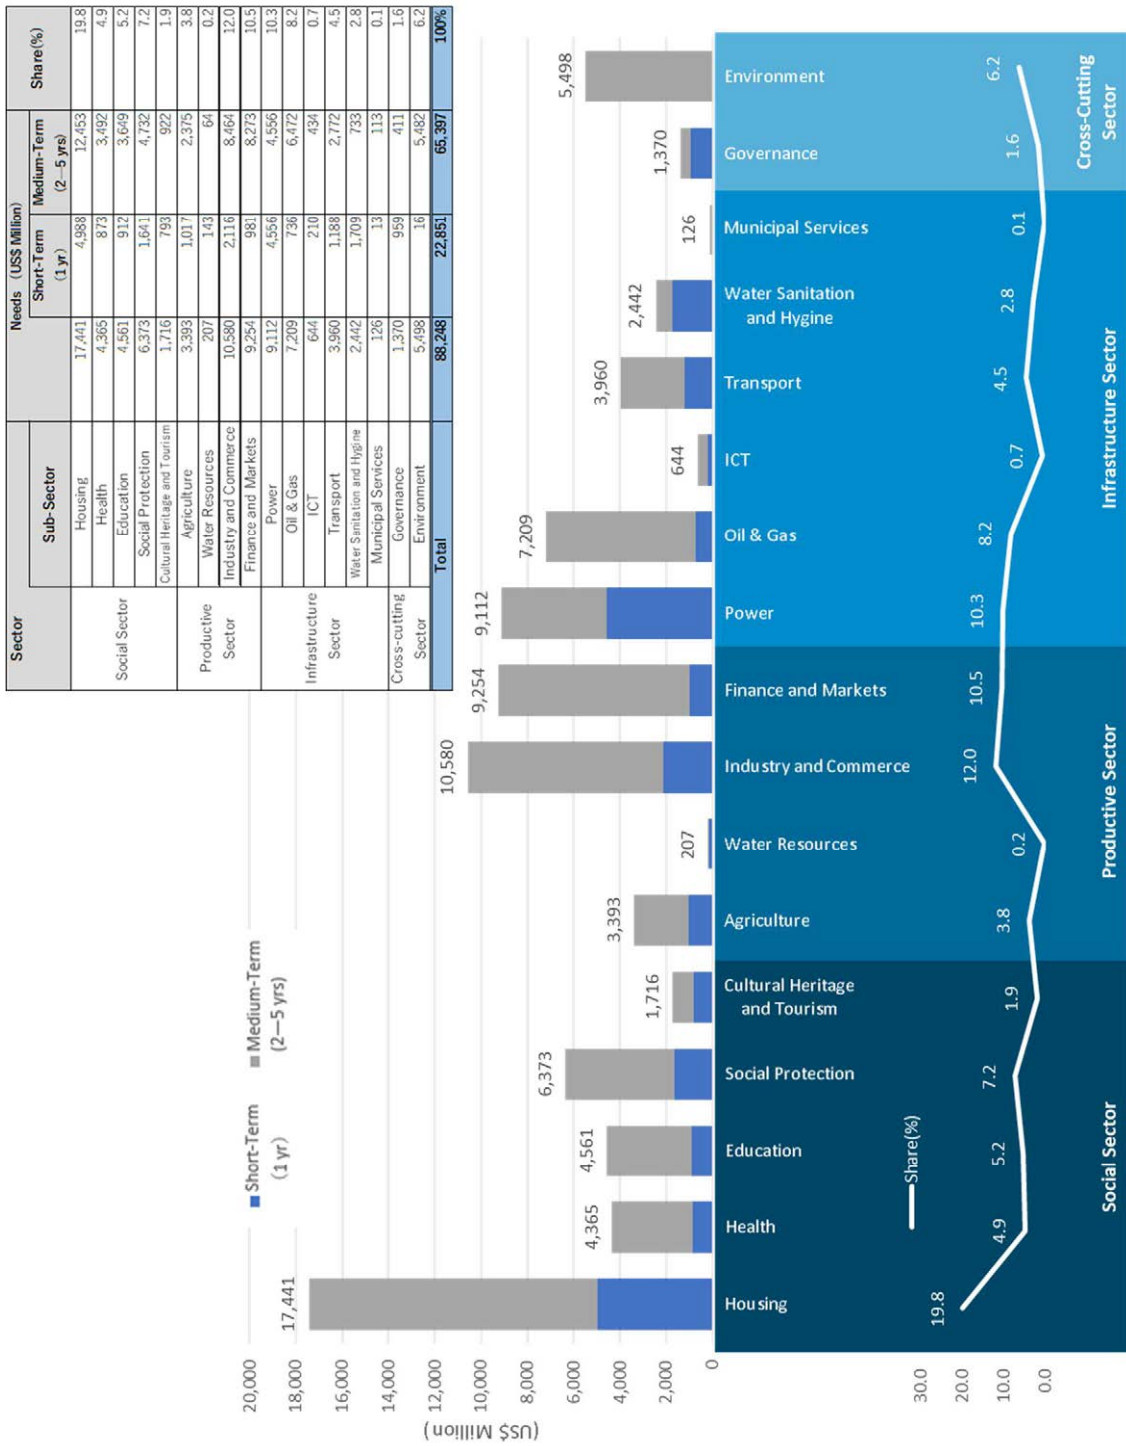 Sector Sub-Sector Needs (US$ Million) Share(%)
Short-Term (1 yr) Medium-Term (2—5 yrs)
Social Sector Housing 17,441 4,988 12,453 19.8
Health 4,365 873 3,492 4.9
Education 4,561 912 3,649 5.2
Social Protection 6,373 1,641 4,732 7.2
Cultural Heritage and Tourism 1,716 793 922 1.9
Productive Sector Agriculture 3,393 1,017 2,375 3.8
Water Resources 207 143 64 0.2
Industry and Commerce 10,580 2,116 8,464 12.0
Finance and Markets 9,254 981 8,273 10.5
Infrastructure Sector Power 9,112 4,556 4,556 10.3
Oil & Gas 7,209 736 6,472 8.2
ICT 644 210 434 0.7
Transport 3,960 1,188 2,772 4.5
Water Sanitation and Hygine 2,442 1,709 733 2.8
Municipal Services 126 13 113 0.1
Cross-cutting Sector Governance 1,370 959 411 1.6
Environment 5,498 16 5,482 6.2
Total 88,248 22,851 65,397 100%
Short-Term (1 yr)
Medium-Term (2—5 yrs)
(US$ Million)
20,000
18,000
16,000
14,000
12,000
10,000
8,000
6,000
4,000
2,000
0
17,441
4,365
4,561
6,373
1,716
3,393
207
10,580
9,254
9,112
7,209
644
3,960
2,442
126
1,370
5,498
Housing
Health
Education
Social Protection
Cultural Heritage
and Tourism
Agriculture
Water Resources
Industry and Commerce
Finance and Markets
Power
Oil & Gas
ICT
Transport
Water Sanitation
and Hygine
Municipal Services
Governance
Environment
Share(%)
30.0
20.0
0.0
19.8
4.9
5.2
7.2
1.9
3.8
0.2
12.0
10.5
10.3
8.2
0.7
4.5
2.8
0.1
1.6
6.2
Social Sector
Productive Sector
Infrastructure Sector
Cross-Cutting
Sector